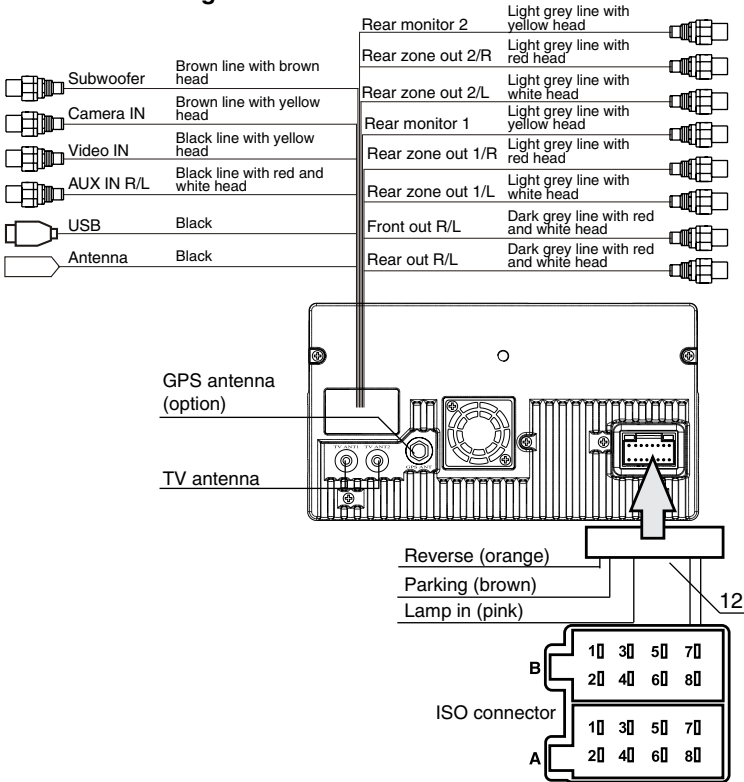 Rear monitor 2
Light grey line with
yellow head
Rear zone out 2/R
Light grey line with
red head
Rear zone out 2/L
Light grey line with
white head
Rear monitor 1
Light grey line with
yellow head
Rear zone out 1/R
Light grey line with
red head
Rear zone out 1/L
Light grey line with
white head
Front out R/L
Dark grey line with red
and white head
Rear out R/L
Dark grey line with red
and white head
Subwoofer
Brown line with brown
head
Camera IN
Brown line with yellow
head
Video IN
Black line with yellow
head
AUX IN R/L
Black line with red and
white head
USB
Black
Antenna
Black
GPS antenna
(option)
TV antenna
TV ANT1 TV ANT2
GPS ANT
Reverse (orange)
Parking (brown)
Lamp in (pink)
12
B
1 3 5 7
2 4 6 8
ISO connector
A
1 3 5 7
2 4 6 8